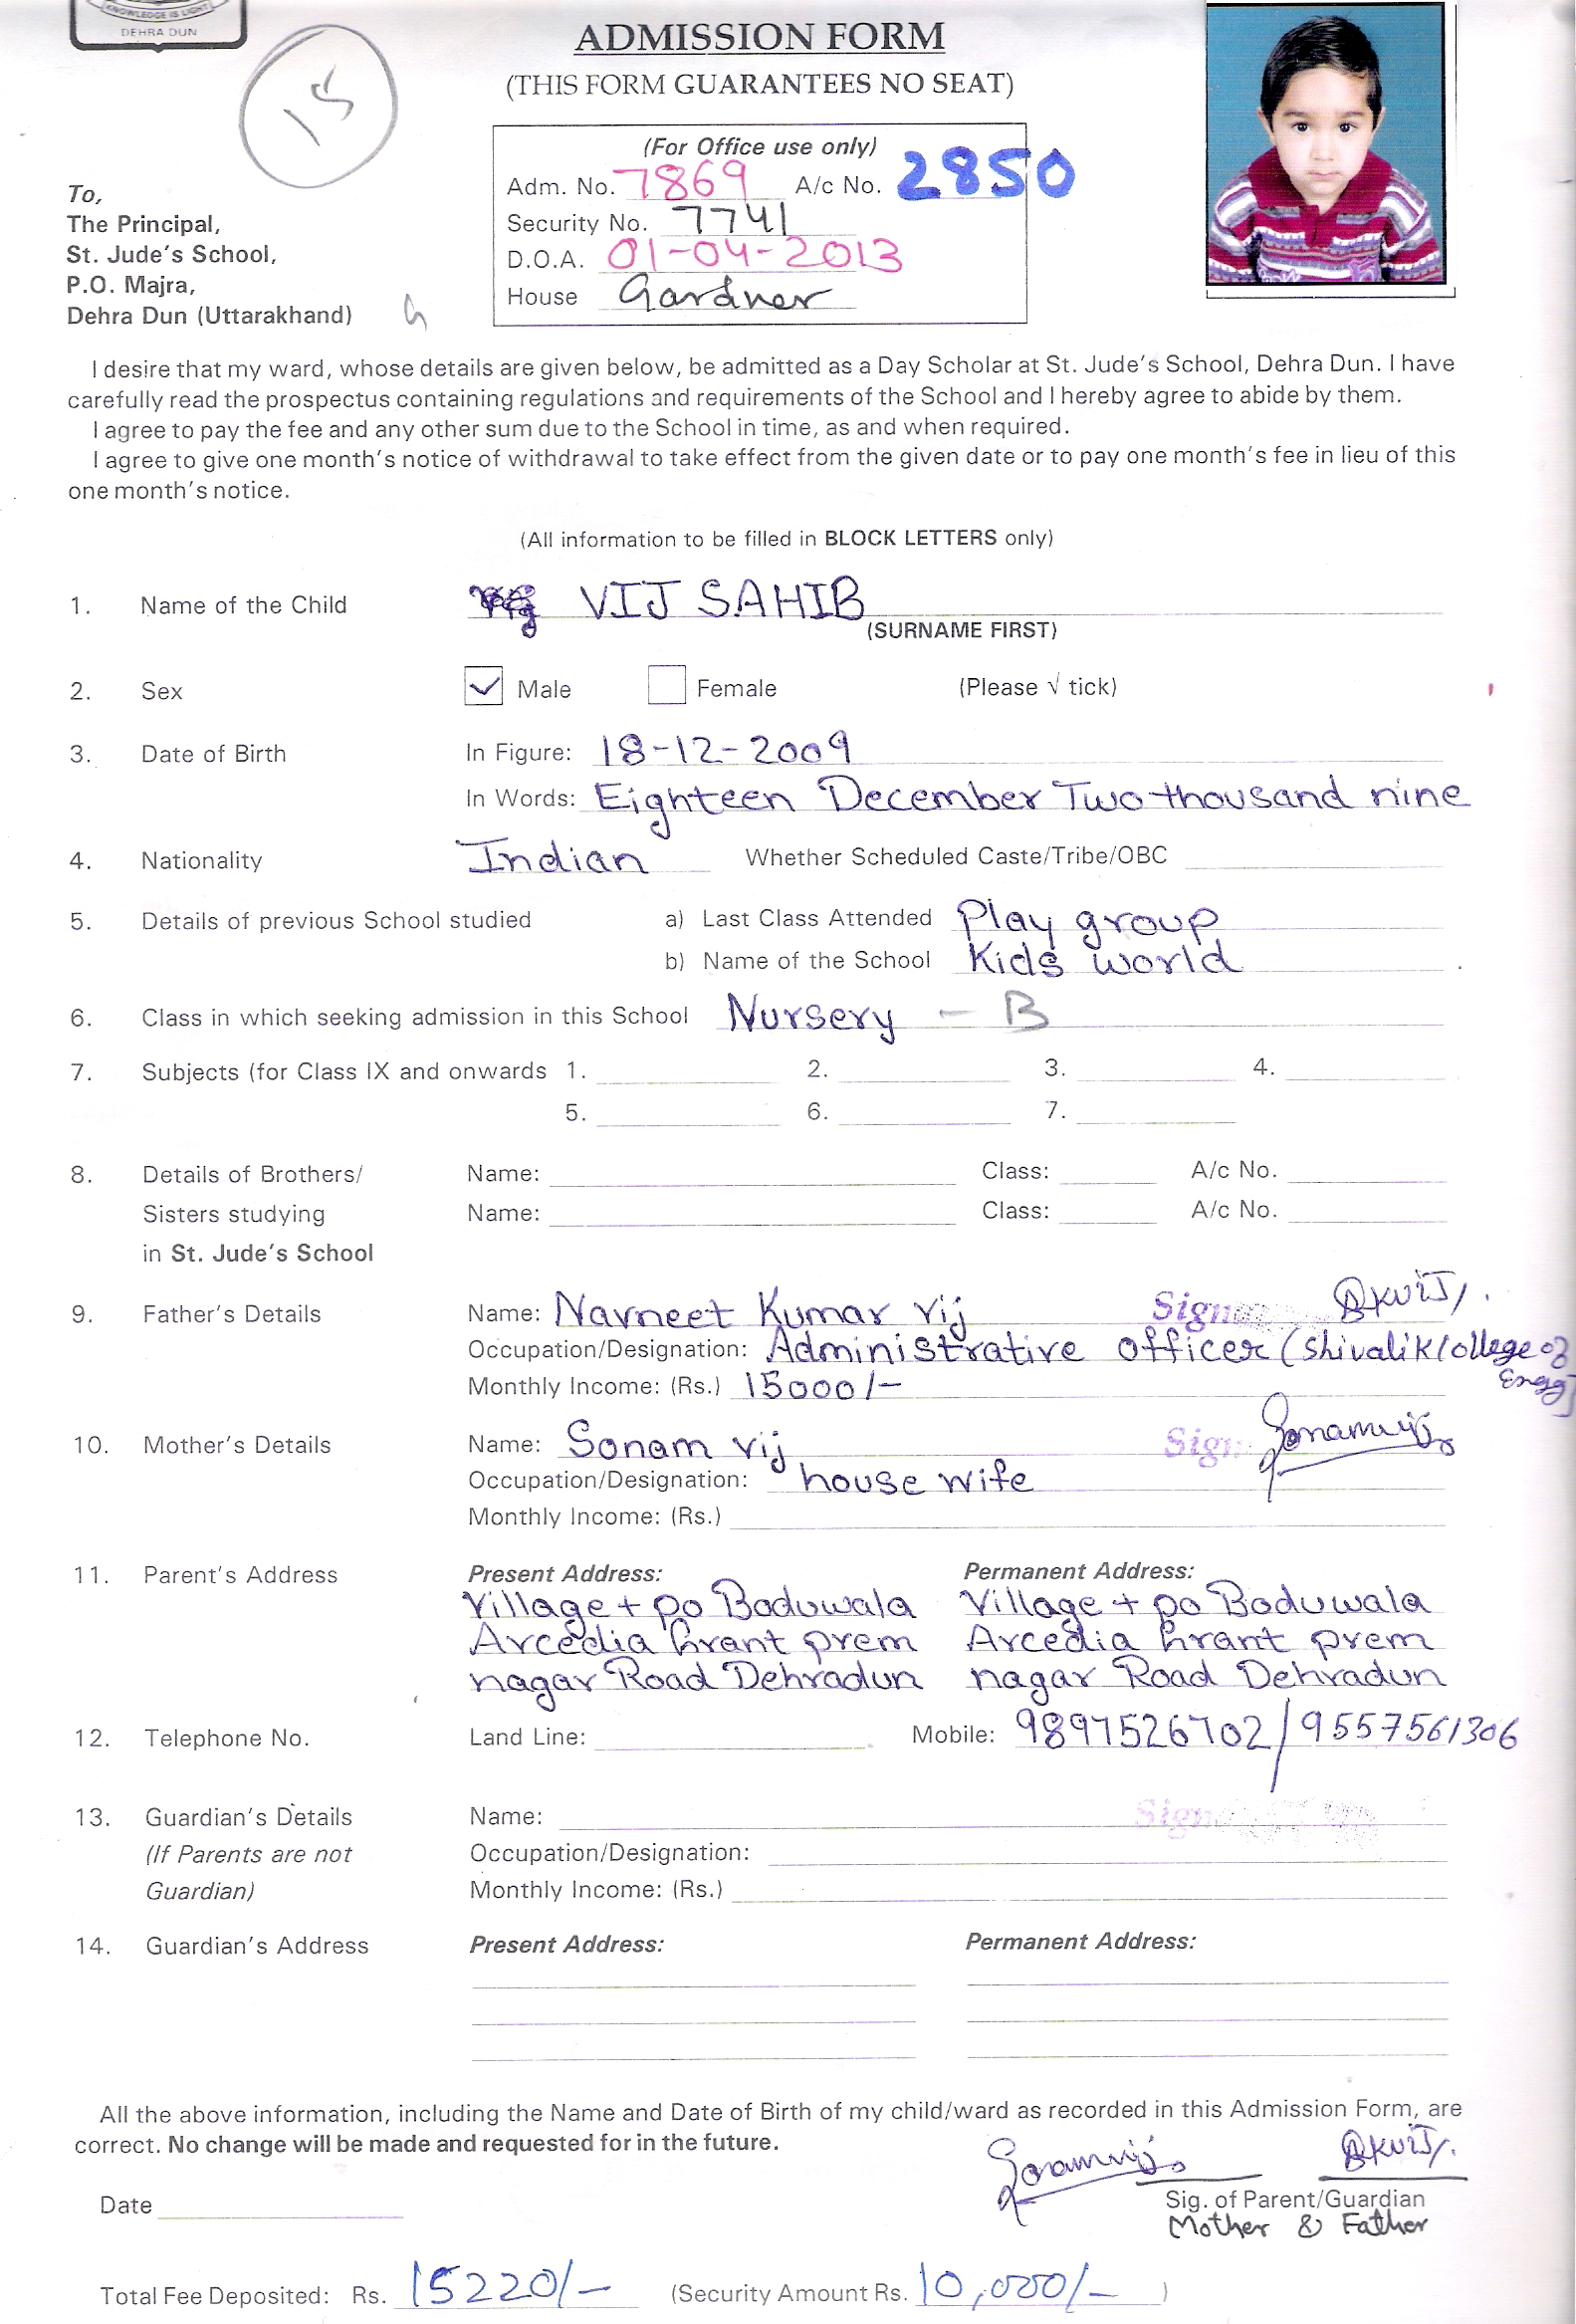 KNOWLEDGE IS LIGHT
DEHRA DUN
15
ADMISSION FORM
(THIS FORM GUARANTEES NO SEAT)
(For Office use only)
Adm. No. 7869 A/c No. 2850
Security No. 7741
D.O.A. 01-04-2013
House Gardner
To,
The Principal,
St. Jude's School,
P.O. Majra,
Dehra Dun (Uttarakhand)
I desire that my ward, whose details are given below, be admitted as a Day Scholar at St. Jude's School, Dehra Dun. I have
carefully read the prospectus containing regulations and requirements of the School and I hereby agree to abide by them.
I agree to pay the fee and any other sum due to the School in time, as and when required.
I agree to give one month's notice of withdrawal to take effect from the given date or to pay one month's fee in lieu of this
one month's notice.
(All information to be filled in BLOCK LETTERS only)
1. Name of the Child VIJ SAHIB
(SURNAME FIRST)
2. Sex Male Female (Please √ tick)
3. Date of Birth In Figure: 18-12-2009
In Words: Eighteen December Two thousand nine
4. Nationality Indian Whether Scheduled Caste/Tribe/OBC
5. Details of previous School studied a) Last Class Attended Play group
b) Name of the School Kids world
6. Class in which seeking admission in this School Nursery - B
7. Subjects (for Class IX and onwards 1. 2. 3. 4.
5. 6. 7.
8. Details of Brothers/ Name: Class: A/c No.
Sisters studying Name: Class: A/c No.
in St. Jude's School
9. Father's Details Name: Navneet Kumar Vij Sign
Occupation/Designation: Administrative officer (Shivalik College of
Engg)
Monthly Income: (Rs.) 15000/-
10. Mother's Details Name: Sonam Vij Sign Sonamvij
Occupation/Designation: house wife
Monthly Income: (Rs.)
11. Parent's Address Present Address: Permanent Address:
Village + po Baduwala Village + po Baduwala
Arcedia Grant prem Arcedia Grant prem
nagar Road Dehradun nagar Road Dehradun
12. Telephone No. Land Line: Mobile: 9897526702/9557561306
13. Guardian's Details Name: Sign
(If Parents are not Occupation/Designation:
Guardian) Monthly Income: (Rs.)
14. Guardian's Address Present Address: Permanent Address:
All the above information, including the Name and Date of Birth of my child/ward as recorded in this Admission Form, are
correct. No change will be made and requested for in the future.
Sonamvij
Date Sig. of Parent/Guardian
Mother & Father
Total Fee Deposited: Rs. 15220/- (Security Amount Rs. 10,000/- )